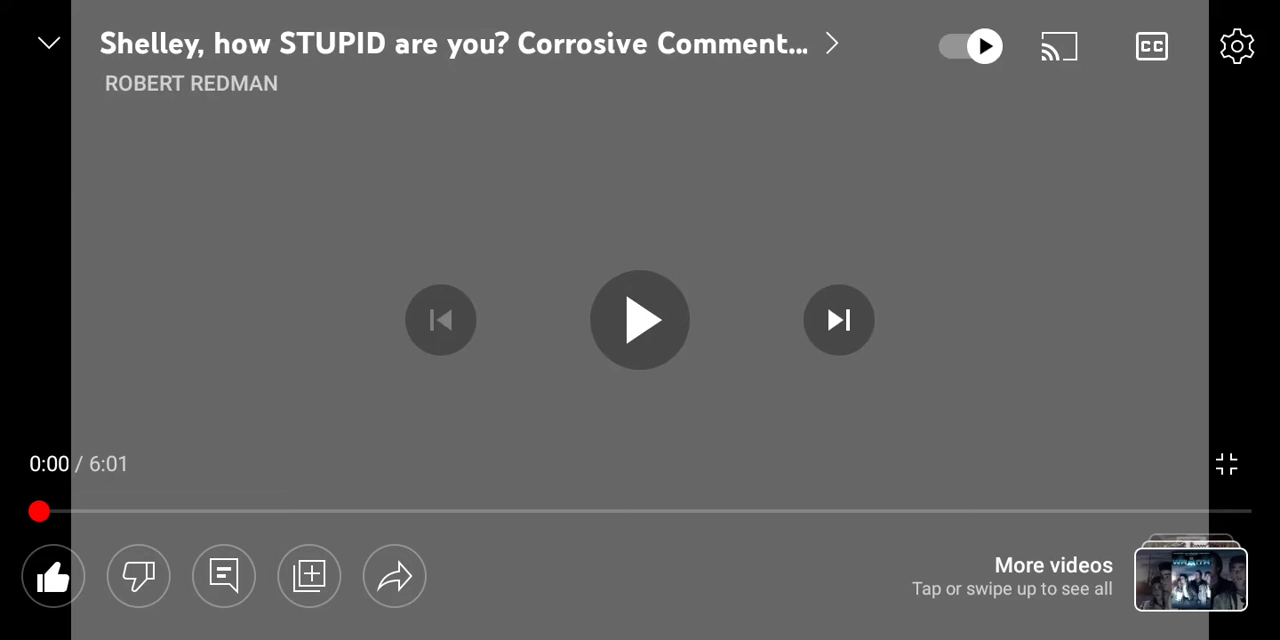 Shelley, how STUPID are you? Corrosive Comment...
ROBERT REDMAN
CC
0:00 / 6:01
More videos
Tap or swipe up to see all